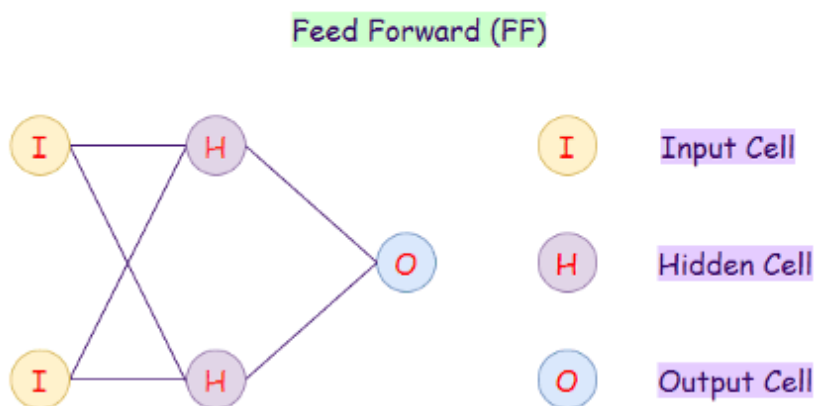 Feed Forward (FF)
I H I Input Cell
O H Hidden Cell
I H O Output Cell